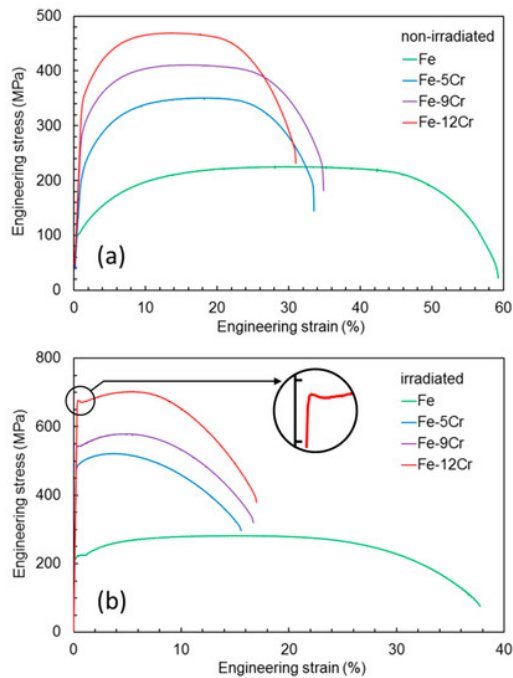 500
non-irradiated
Fe
Fe-5Cr
Fe-9Cr
Fe-12Cr
400
300
200
100
0
Engineering stress (MPa)
(a)
0 10 20 30 40 50 60
Engineering strain (%)
800
irradiated
Fe
Fe-5Cr
Fe-9Cr
Fe-12Cr
600
400
200
0
Engineering stress (MPa)
(b)
0 10 20 30 40
Engineering strain (%)